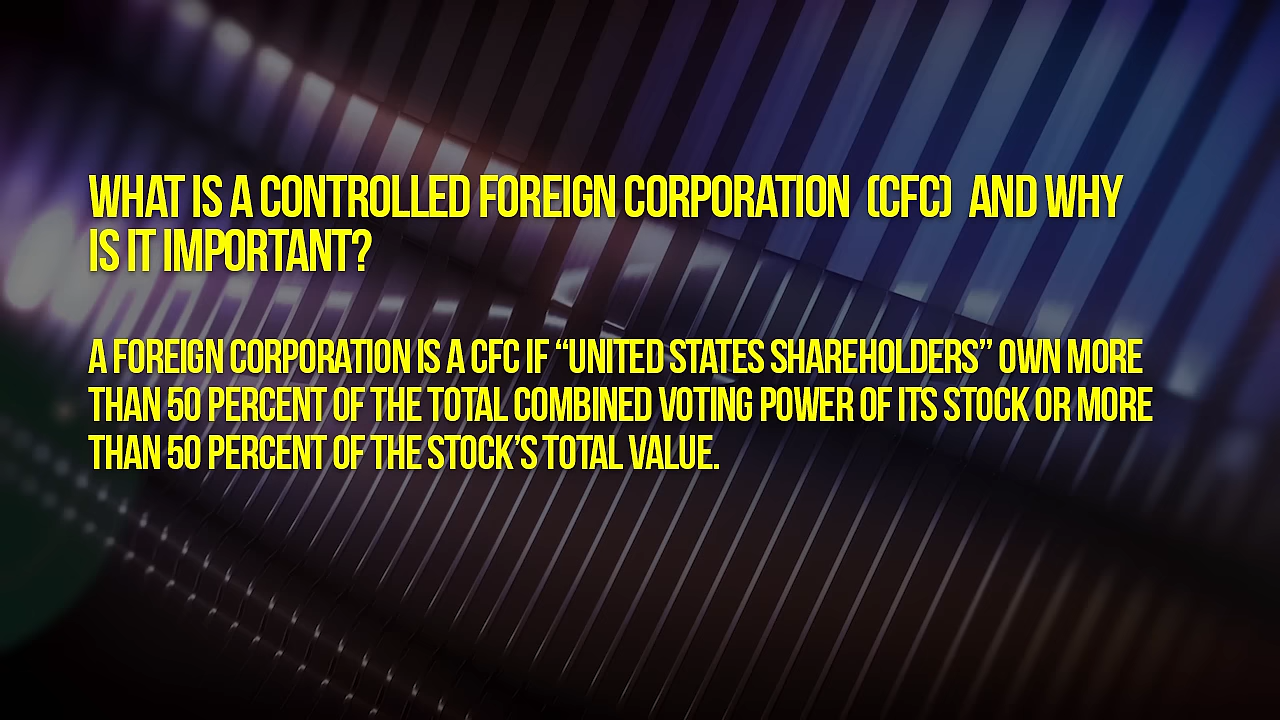 WHAT IS A CONTROLLED FOREIGN CORPORATION (CFC) AND WHY
IS IT IMPORTANT?
A FOREIGN CORPORATION IS A CFC IF “UNITED STATES SHAREHOLDERS” OWN MORE
THAN 50 PERCENT OF THE TOTAL COMBINED VOTING POWER OF ITS STOCK OR MORE
THAN 50 PERCENT OF THE STOCK’S TOTAL VALUE.